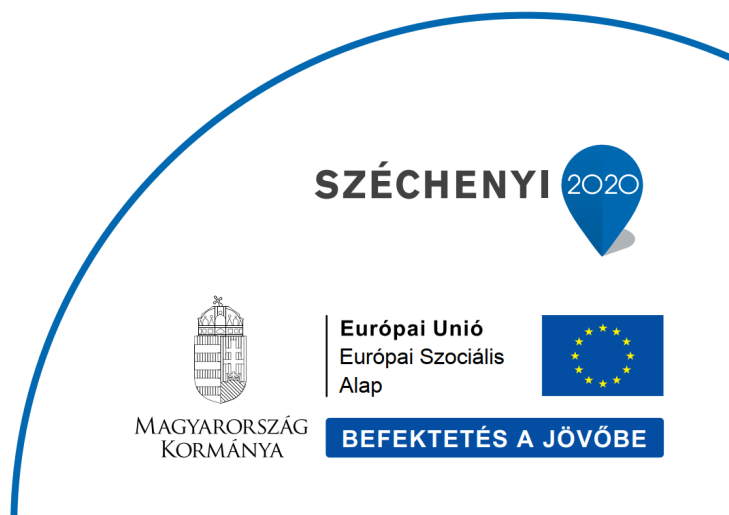 SZÉCHENYI 2020
Európai Unió
Európai Szociális
Alap
MAGYARORSZÁG
KORMÁNYA
BEFEKTETÉS A JÖVŐBE